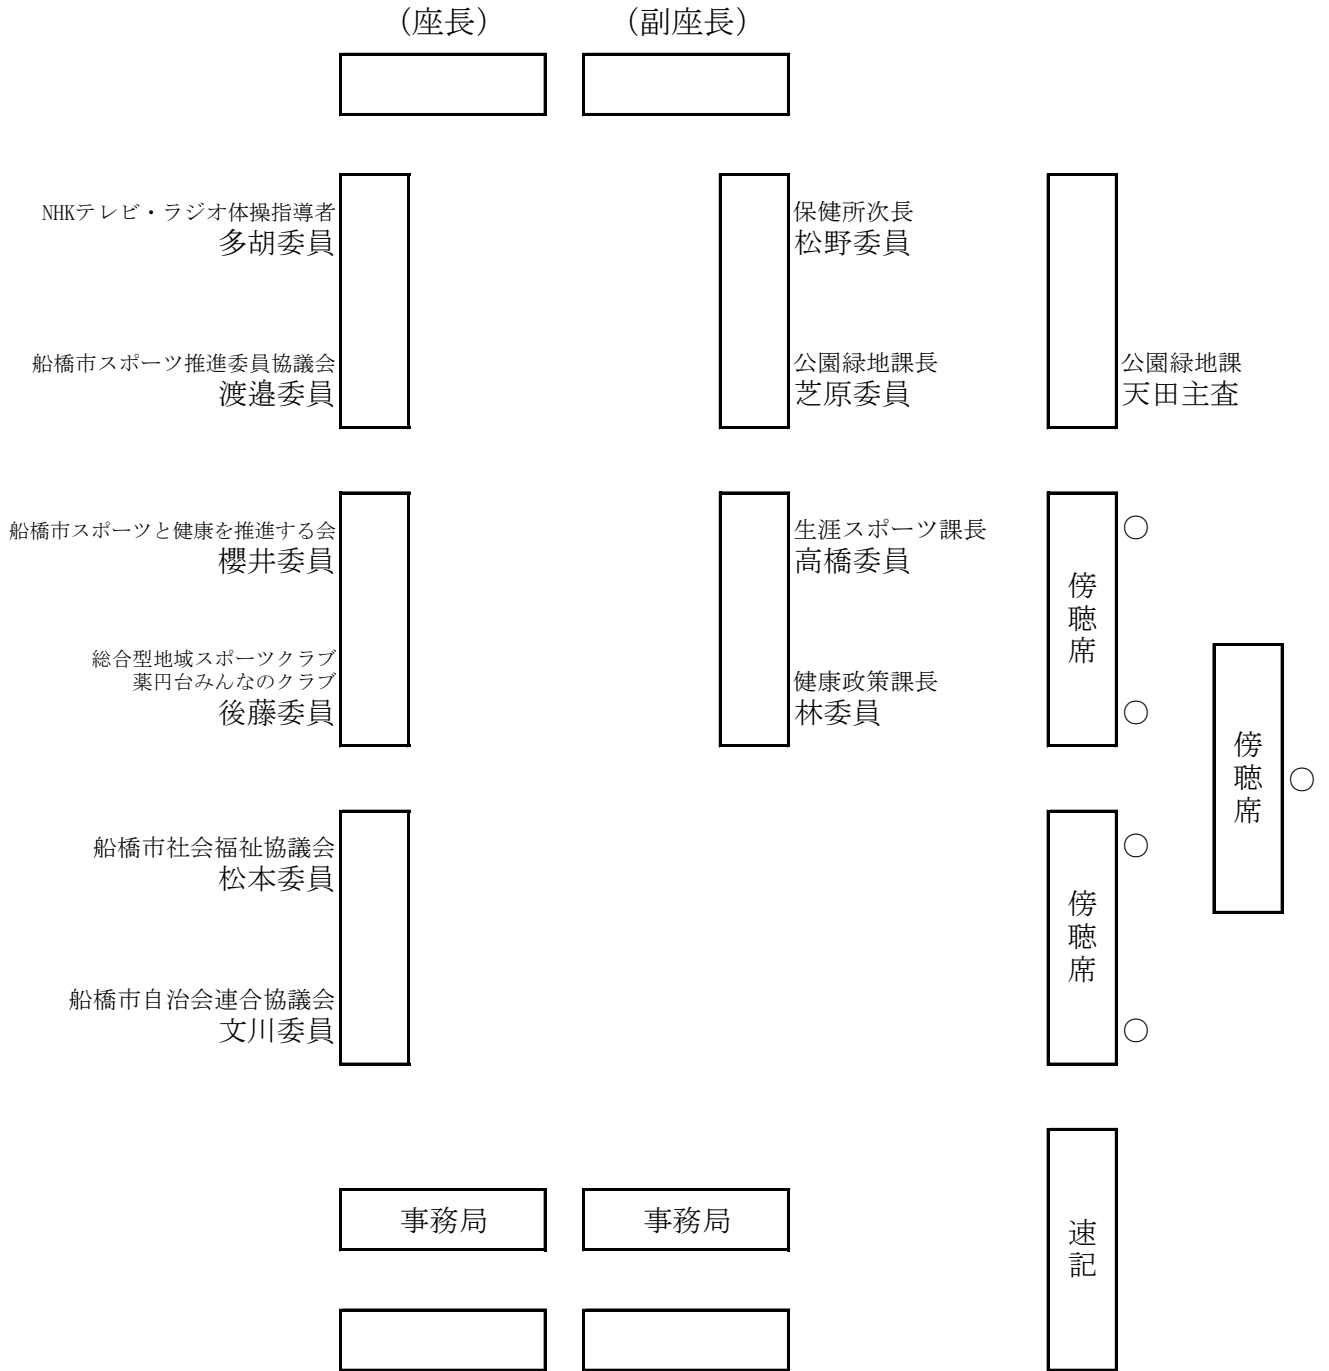 （座長）
（副座長）
NHKテレビ・ラジオ体操指導者
多胡委員
保健所次長
松野委員
船橋市スポーツ推進委員協議会
渡邉委員
公園緑地課長
芝原委員
公園緑地課
天田主査
船橋市スポーツと健康を推進する会
櫻井委員
生涯スポーツ課長
高橋委員
○
傍聴席
総合型地域スポーツクラブ
薬円台みんなのクラブ
後藤委員
健康政策課長
林委員
○
傍聴席
○
船橋市社会福祉協議会
松本委員
○
傍聴席
船橋市自治会連合協議会
文川委員
○
事務局
事務局
速記